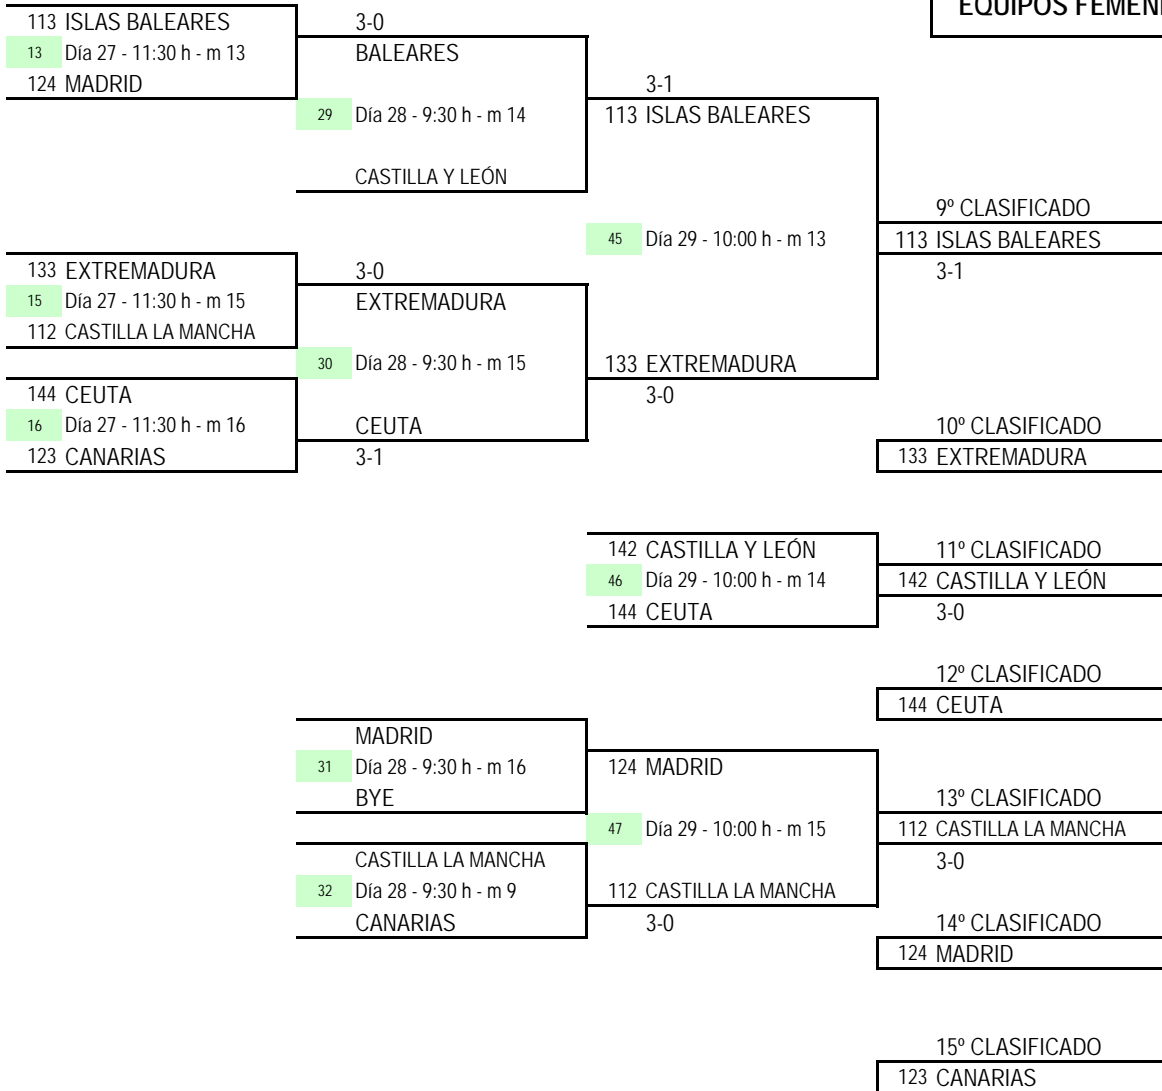 EQUIPOS FEMEN
113 ISLAS BALEARES 3-0
13 Día 27 - 11:30 h - m 13 BALEARES
124 MADRID 3-1
29 Día 28 - 9:30 h - m 14 113 ISLAS BALEARES
CASTILLA Y LEÓN
9º CLASIFICADO
45 Día 29 - 10:00 h - m 13 113 ISLAS BALEARES
133 EXTREMADURA 3-0 3-1
15 Día 27 - 11:30 h - m 15 EXTREMADURA
112 CASTILLA LA MANCHA
30 Día 28 - 9:30 h - m 15 133 EXTREMADURA
144 CEUTA 3-0
16 Día 27 - 11:30 h - m 16 CEUTA 10º CLASIFICADO
123 CANARIAS 3-1 133 EXTREMADURA
142 CASTILLA Y LEÓN 11º CLASIFICADO
46 Día 29 - 10:00 h - m 14 142 CASTILLA Y LEÓN
144 CEUTA 3-0
12º CLASIFICADO
144 CEUTA
MADRID
31 Día 28 - 9:30 h - m 16 124 MADRID
BYE 13º CLASIFICADO
47 Día 29 - 10:00 h - m 15 112 CASTILLA LA MANCHA
CASTILLA LA MANCHA 3-0
32 Día 28 - 9:30 h - m 9 112 CASTILLA LA MANCHA
CANARIAS 3-0 14º CLASIFICADO
124 MADRID
15º CLASIFICADO
123 CANARIAS